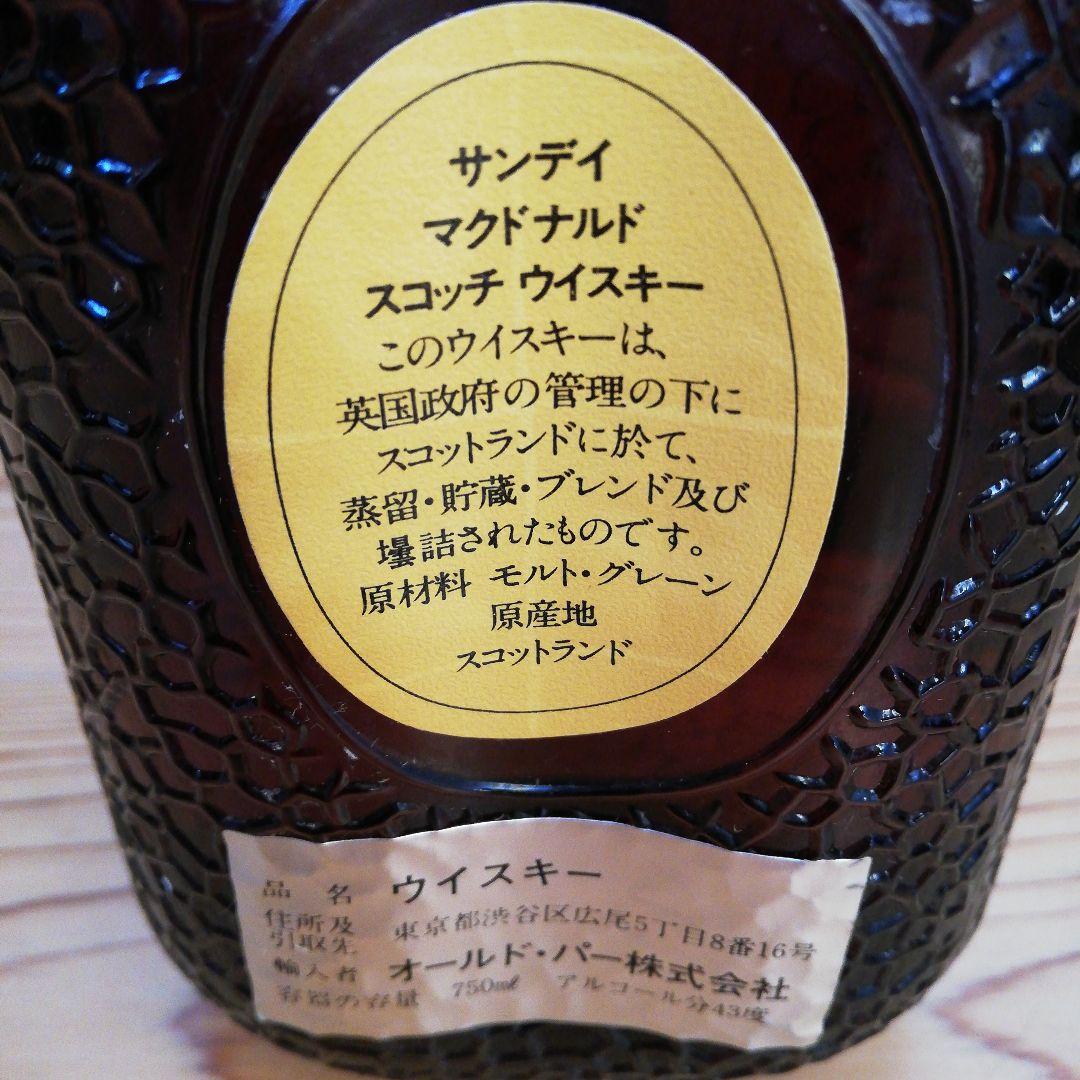 サンデイ
マクドナルド
スコッチ ウイスキー
このウイスキーは、
英国政府の管理の下に
スコットランドに於て、
蒸留・貯蔵・ブレンド及び
壜詰されたものです。
原材料 モルト・グレーン
原産地
スコットランド
品名 ウイスキー
住所及
引取先 東京都渋谷区広尾5丁目8番16号
輸入者 オールド・パー株式会社
容器の容量 750ml アルコール分43度